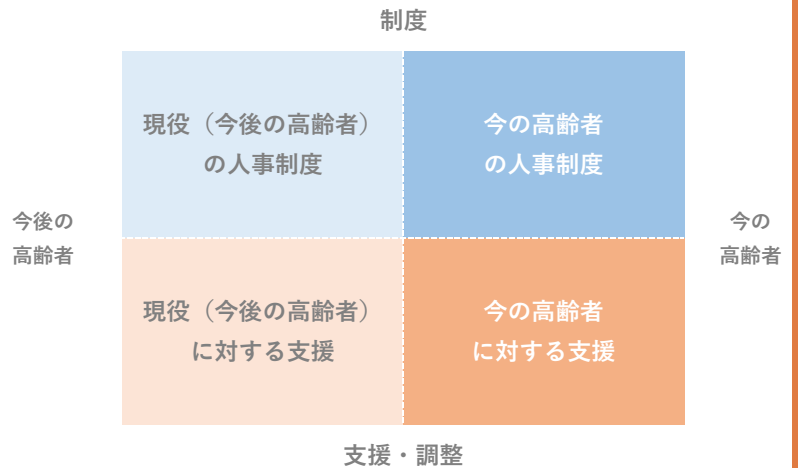 制度
現役（今後の高齢者）
の人事制度
今の高齢者
の人事制度
今後の
高齢者
今の
高齢者
現役（今後の高齢者）
に対する支援
今の高齢者
に対する支援
支援・調整